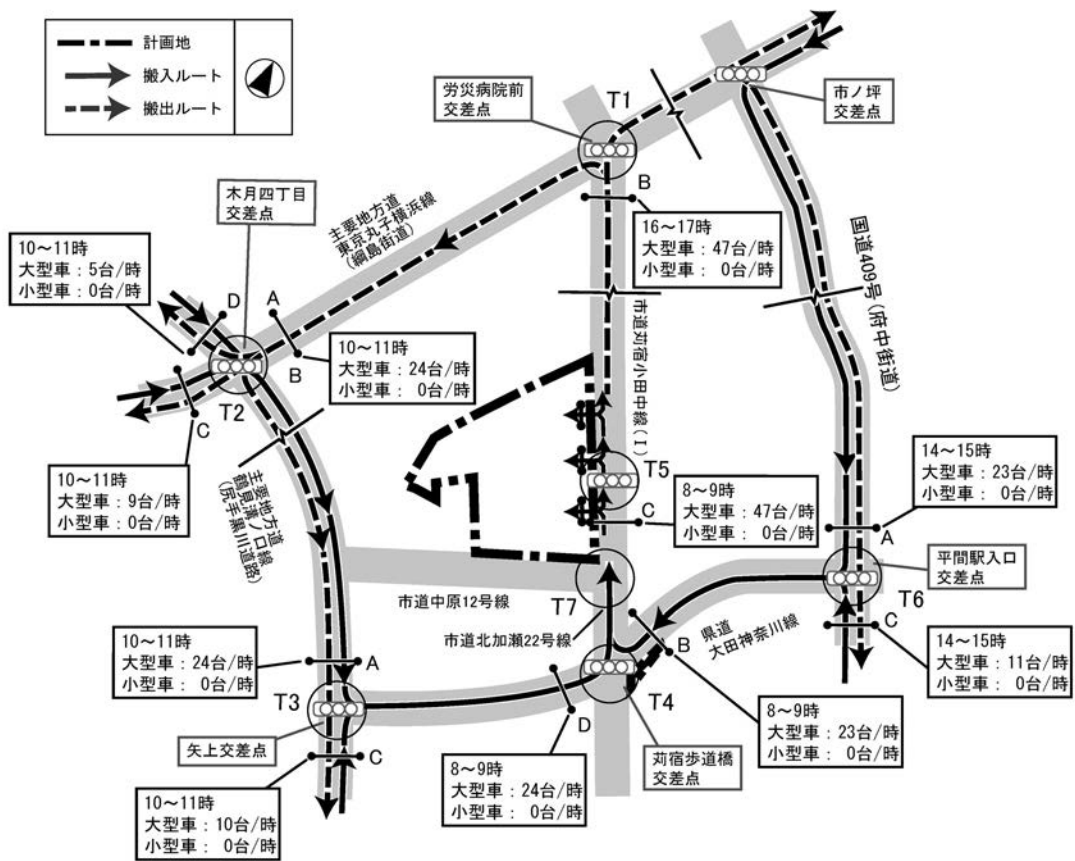 計画地
搬入ルート
搬出ルート
労災病院前
交差点
T1
市ノ坪
交差点
B
16～17時
大型車：47台/時
小型車： 0台/時
木月四丁目
交差点
主要地方道
東京丸子横浜線
(綱島街道)
国道409号(府中街道)
10～11時
大型車：5台/時
小型車：0台/時
D
A
B
10～11時
大型車：24台/時
小型車： 0台/時
市道苅宿小田中線(Ⅰ)
T2
C
10～11時
大型車：9台/時
小型車：0台/時
主要地方道
鶴見溝ノ口線
(尻手黒川道路)
T5
C
8～9時
大型車：47台/時
小型車： 0台/時
14～15時
大型車：23台/時
小型車： 0台/時
A
平間駅入口
交差点
T6
C
14～15時
大型車：11台/時
小型車： 0台/時
市道中原12号線
T7
市道北加瀬22号線
県道
大田神奈川線
B
10～11時
大型車：24台/時
小型車： 0台/時
A
T3
矢上交差点
C
10～11時
大型車：10台/時
小型車： 0台/時
D
8～9時
大型車：24台/時
小型車： 0台/時
T4
苅宿歩道橋
交差点
8～9時
大型車：23台/時
小型車： 0台/時